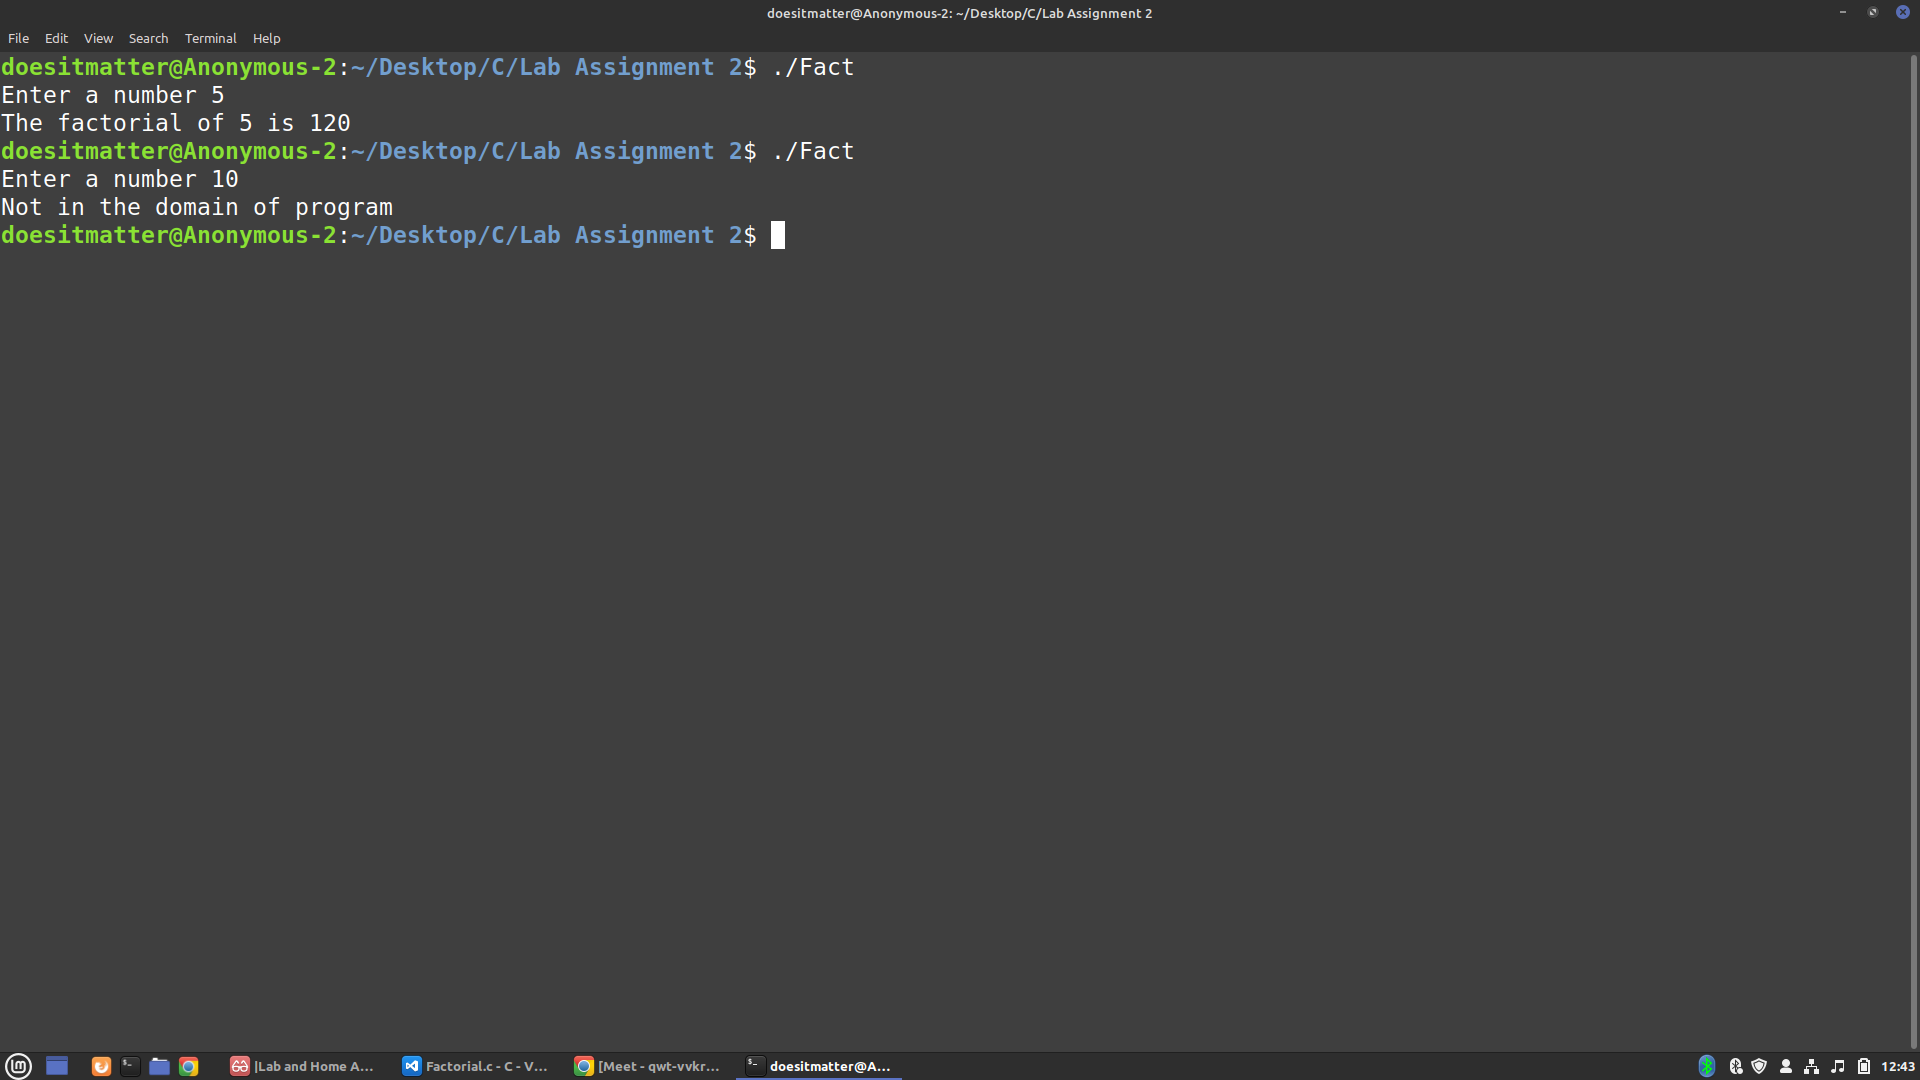 doesitmatter@Anonymous-2: ~/Desktop/C/Lab Assignment 2
File Edit View Search Terminal Help
doesitmatter@Anonymous-2:~/Desktop/C/Lab Assignment 2$ ./Fact
Enter a number 5
The factorial of 5 is 120
doesitmatter@Anonymous-2:~/Desktop/C/Lab Assignment 2$ ./Fact
Enter a number 10
Not in the domain of program
doesitmatter@Anonymous-2:~/Desktop/C/Lab Assignment 2$
|Lab and Home A... Factorial.c - C - V... [Meet - qwt-vvkr... doesitmatter@A... 12:43